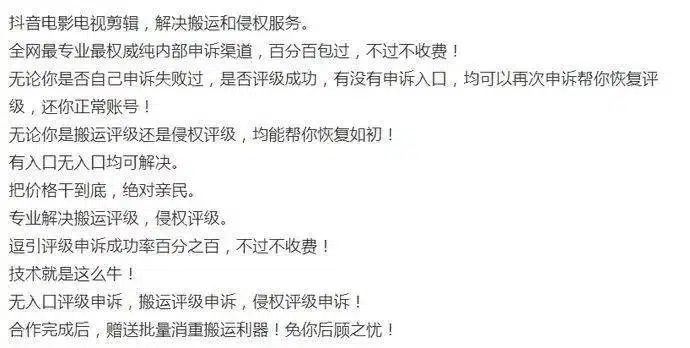 抖音电影电视剪辑，解决搬运和侵权服务。
全网最专业最权威纯内部申诉渠道，百分百包过，不过不收费！
无论你是否自己申诉失败过，是否评级成功，有没有申诉入口，均可以再次申诉帮你恢复评
级，还你正常账号！
无论你是搬运评级还是侵权评级，均能帮你恢复如初！
有入口无入口均可解决。
把价格干到底，绝对亲民。
专业解决搬运评级，侵权评级。
逗引评级申诉成功率百分之百，不过不收费！
技术就是这么牛！
无入口评级申诉，搬运评级申诉，侵权评级申诉！
合作完成后，赠送批量消重搬运利器！免你后顾之忧！